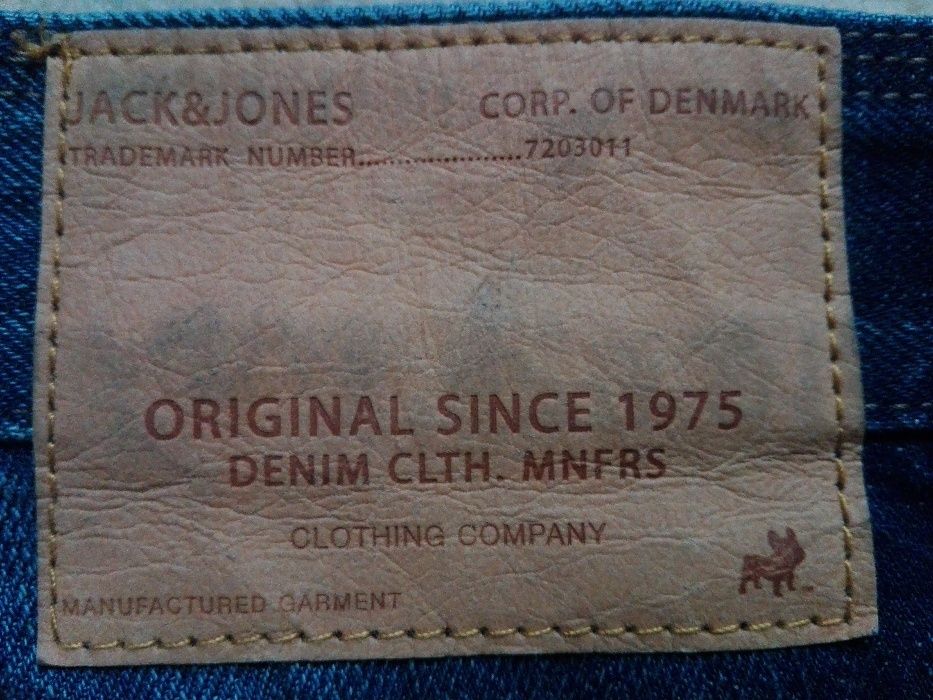 JACK&JONES CORP. OF DENMARK
TRADEMARK NUMBER......................7203011
ORIGINAL SINCE 1975
DENIM CLTH. MNFRS
CLOTHING COMPANY
MANUFACTURED GARMENT